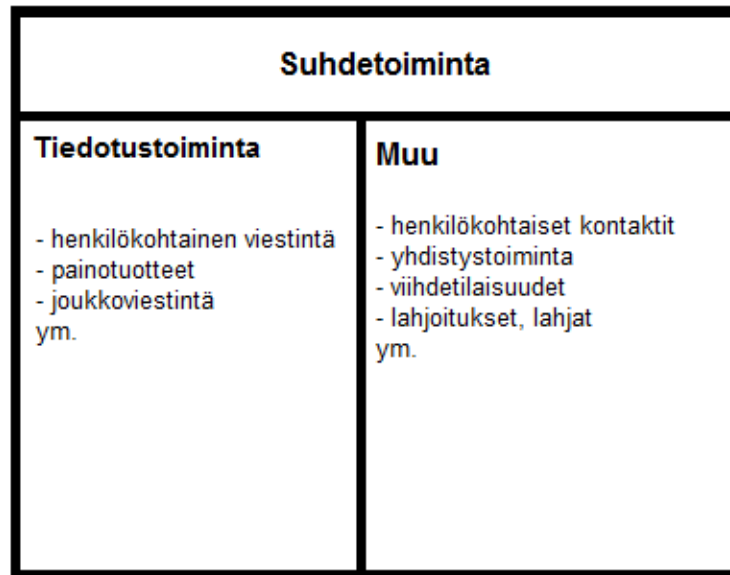 Suhdetoiminta
Tiedotustoiminta
- henkilökohtainen viestintä
- painotuotteet
- joukkoviestintä
ym.
Muu
- henkilökohtaiset kontaktit
- yhdistystoiminta
- viihdetilaisuudet
- lahjoitukset, lahjat
ym.